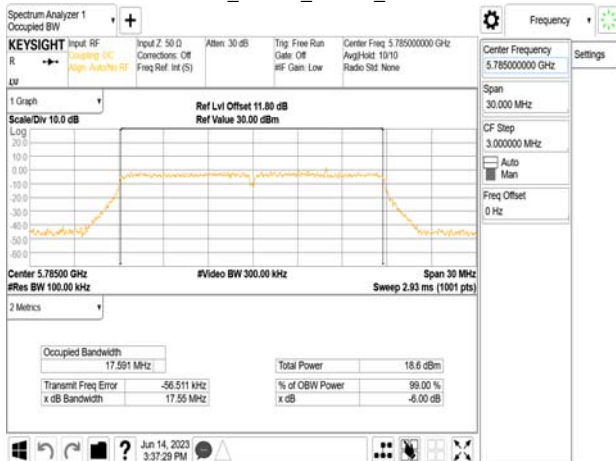 Spectrum Analyzer 1
Occupied BW
Frequency
KEYSIGHT
R
Input: RF
Coupling: DC
Align: Auto/No RF
Input Z: 50 Ω
Corrections: Off
Freq Ref: Int (S)
Atten: 30 dB
Trig: Free Run
Gate: Off
#IF Gain: Low
Center Freq: 5.785000000 GHz
Avg|Hold: 10/10
Radio Std: None
Center Frequency
5.785000000 GHz
Settings
Span
30.000 MHz
CF Step
3.000000 MHz
Auto
Man
Freq Offset
0 Hz
1 Graph
Scale/Div 10.0 dB
Ref Lvl Offset 11.80 dB
Ref Value 30.00 dBm
Log
20.0
10.0
0.00
-10.0
-20.0
-30.0
-40.0
-50.0
-60.0
Center 5.78500 GHz
#Res BW 100.00 kHz
#Video BW 300.00 kHz
Span 30 MHz
Sweep 2.93 ms (1001 pts)
2 Metrics
Occupied Bandwidth
17.591 MHz
Total Power 18.6 dBm
Transmit Freq Error -56.511 kHz
% of OBW Power 99.00 %
x dB Bandwidth 17.55 MHz
x dB -6.00 dB
Jun 14, 2023
3:37:29 PM